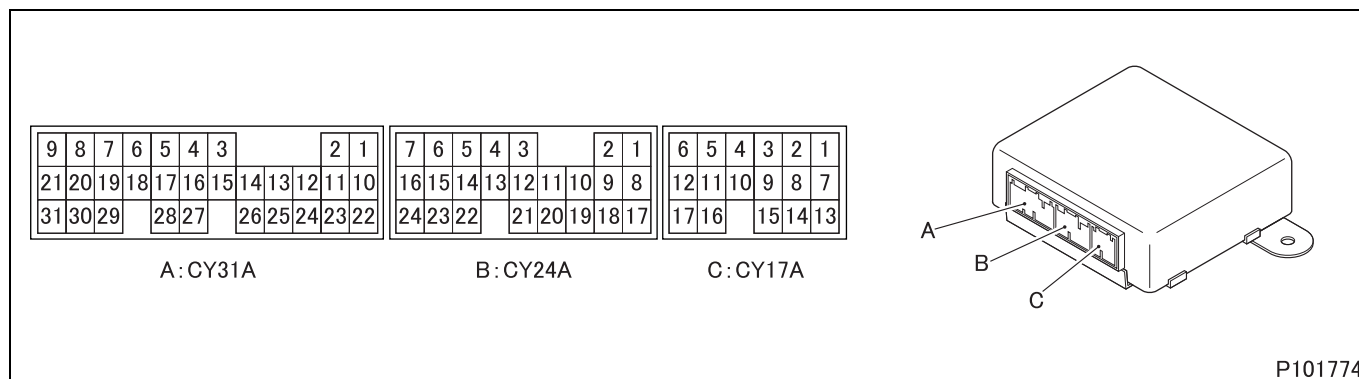 9 8 7 6 5 4 3 2 1
21 20 19 18 17 16 15 14 13 12 11 10
31 30 29 28 27 26 25 24 23 22
A:CY31A
7 6 5 4 3 2 1
16 15 14 13 12 11 10 9 8
24 23 22 21 20 19 18 17
B:CY24A
6 5 4 3 2 1
12 11 10 9 8 7
17 16 15 14 13
C:CY17A
A
B
C
P101774